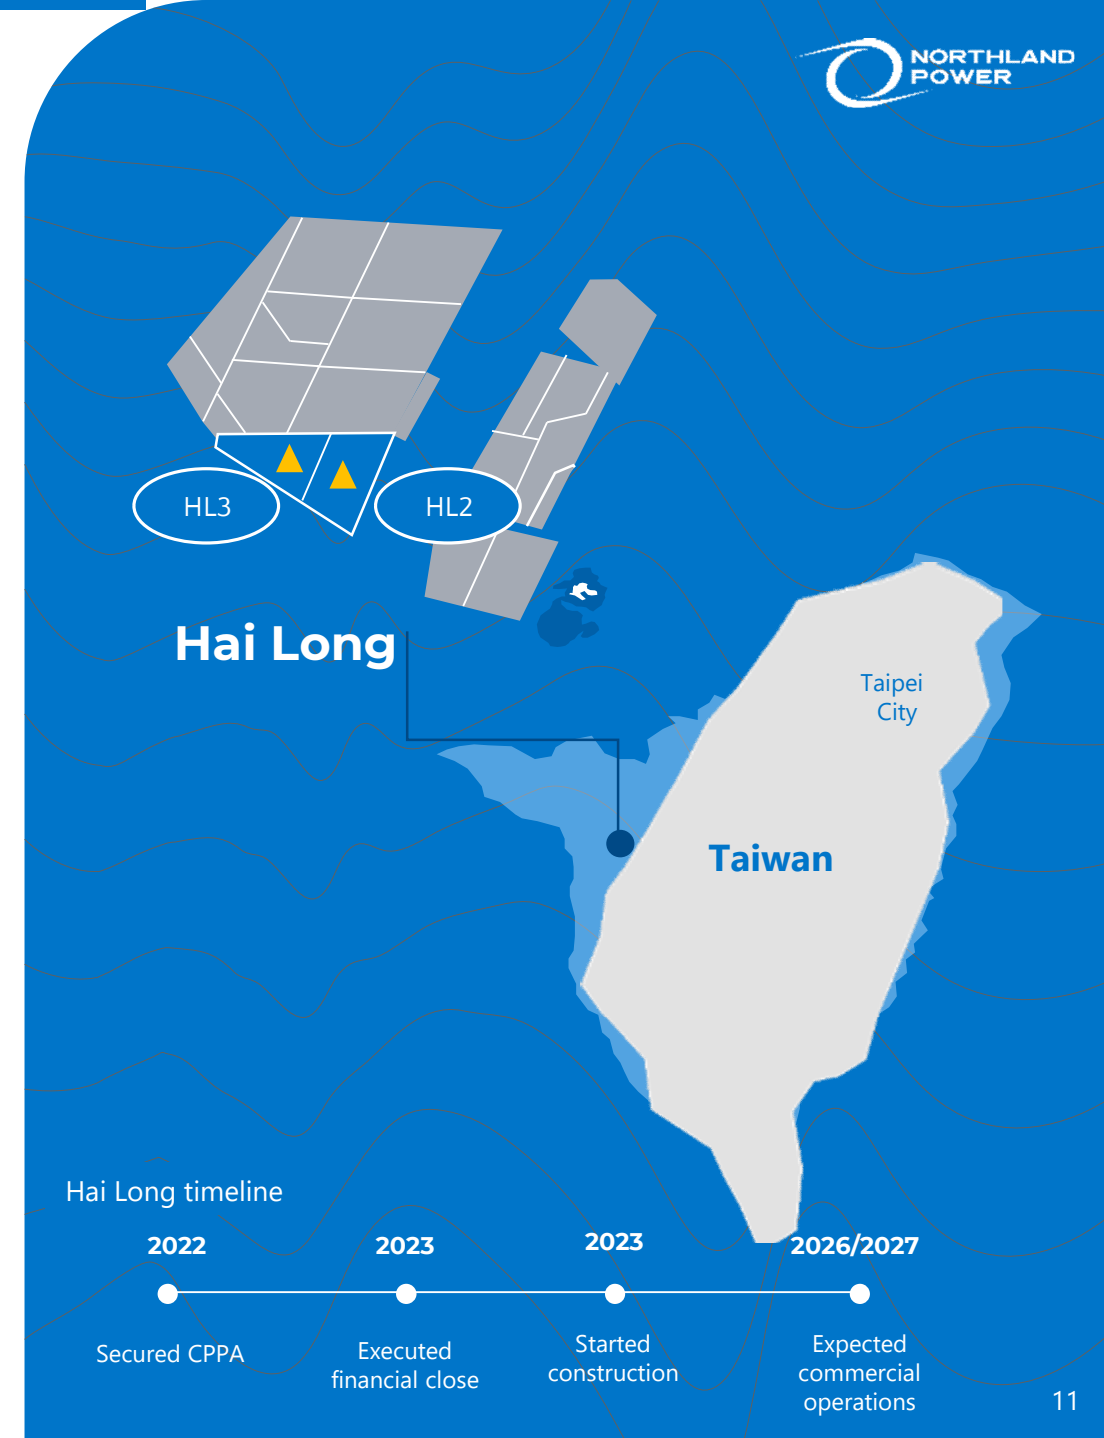 NORTHLAND
POWER
HL3
HL2
Hai Long
Taipei
City
Taiwan
Hai Long timeline
2022
2023
2023
2026/2027
Secured CPPA
Executed
financial close
Started
construction
Expected
commercial
operations
11